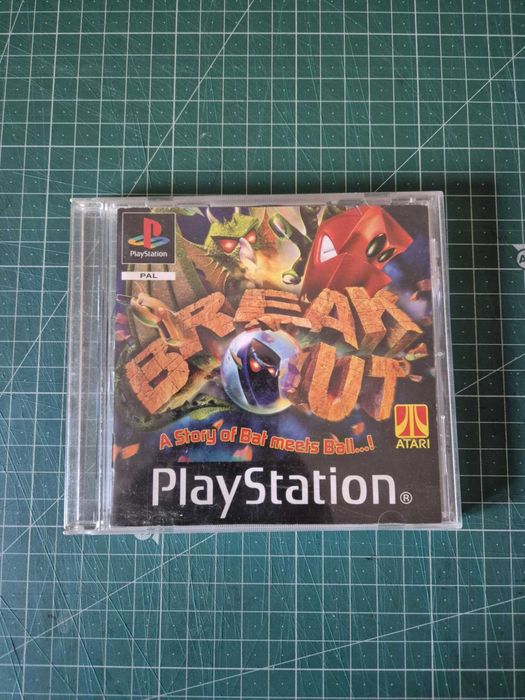 PlayStation
PAL
BREAK
OUT
A Story of Bat meets Ball...!
ATARI
PlayStation®